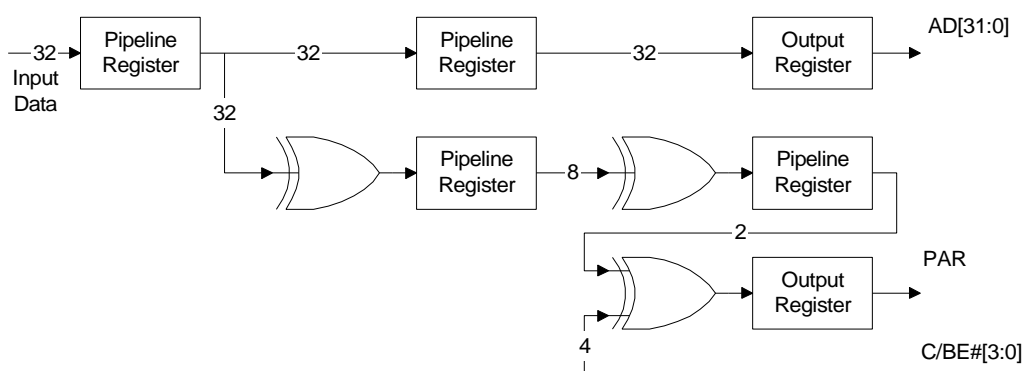 32
Input
Data
Pipeline
Register
32
32
Pipeline
Register
32
Output
Register
AD[31:0]
Pipeline
Register
8
Pipeline
Register
2
Output
Register
PAR
4
C/BE#[3:0]